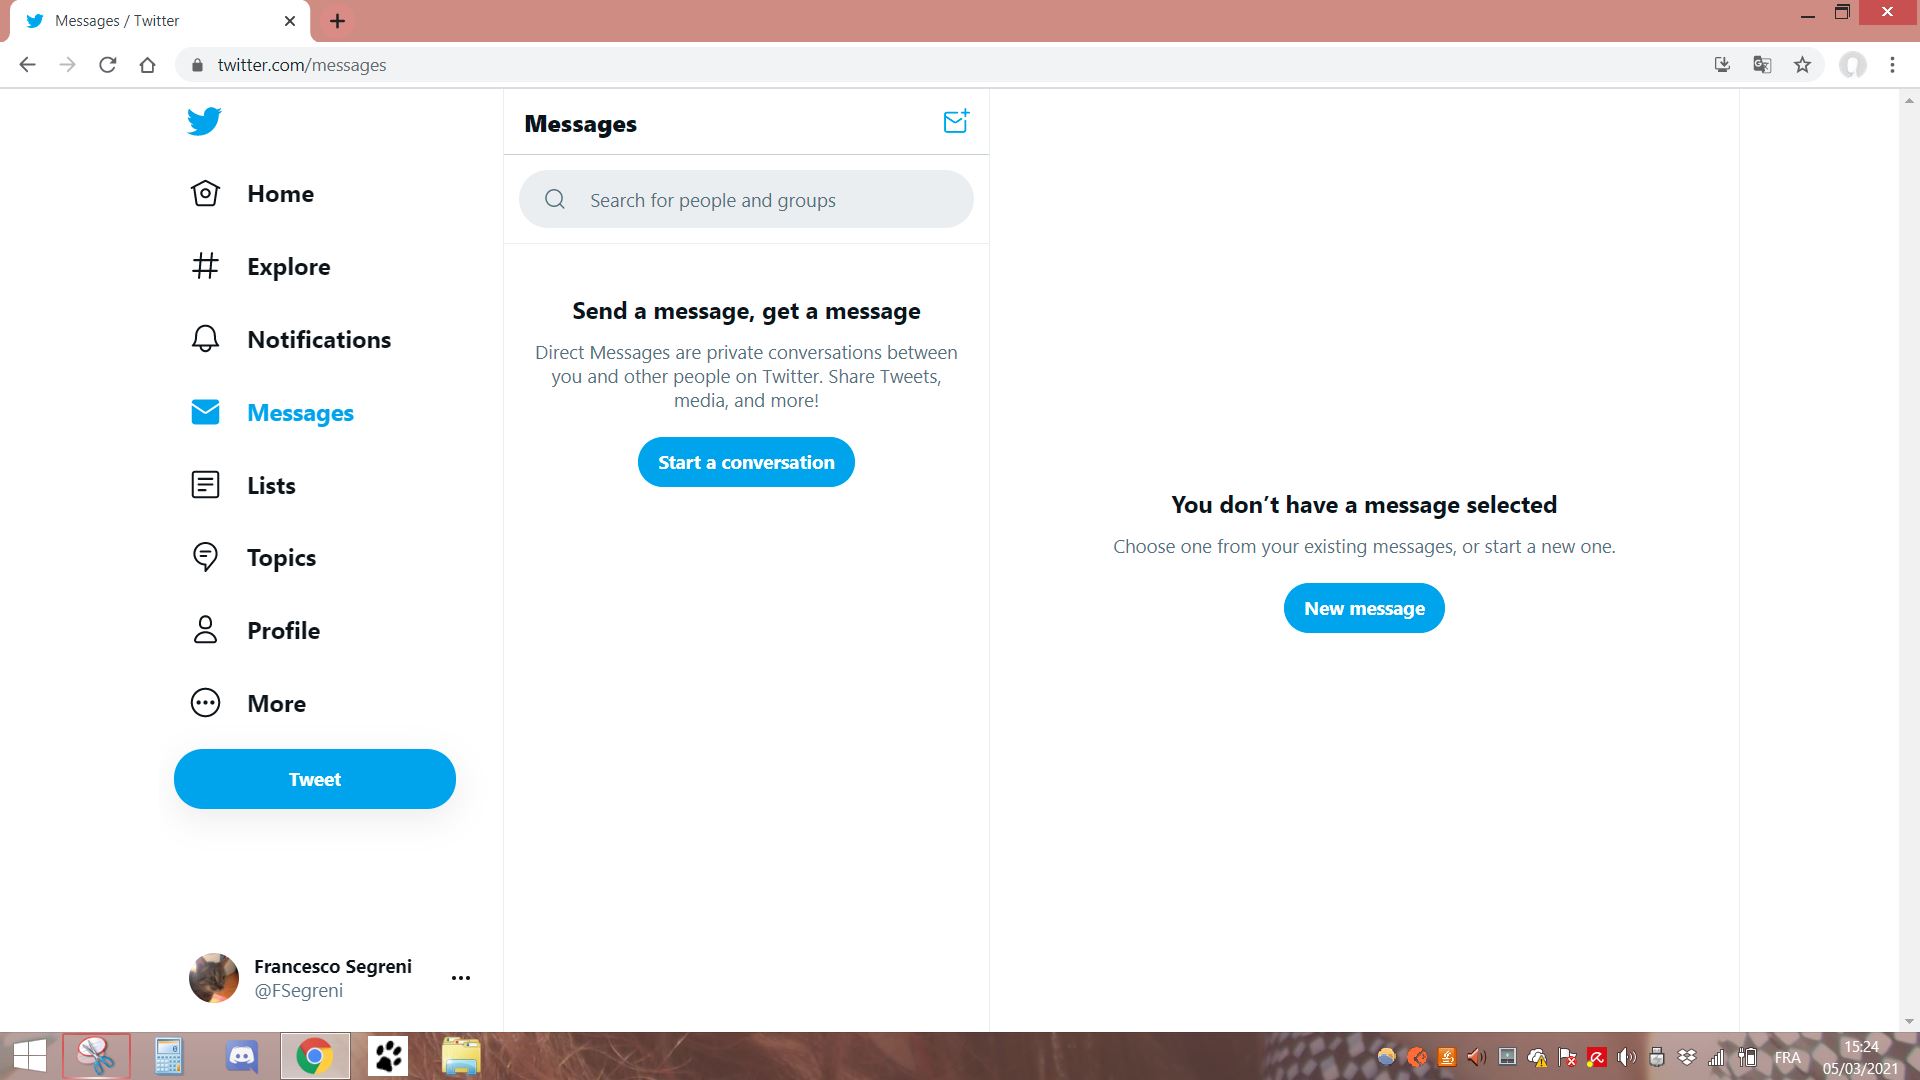 Messages / Twitter
twitter.com/messages
Home
Explore
Notifications
Messages
Lists
Topics
Profile
More
Tweet
Francesco Segreni
@FSegreni
Messages
Search for people and groups
Send a message, get a message
Direct Messages are private conversations between
you and other people on Twitter. Share Tweets,
media, and more!
Start a conversation
You don’t have a message selected
Choose one from your existing messages, or start a new one.
New message
FRA
15:24
05/03/2021